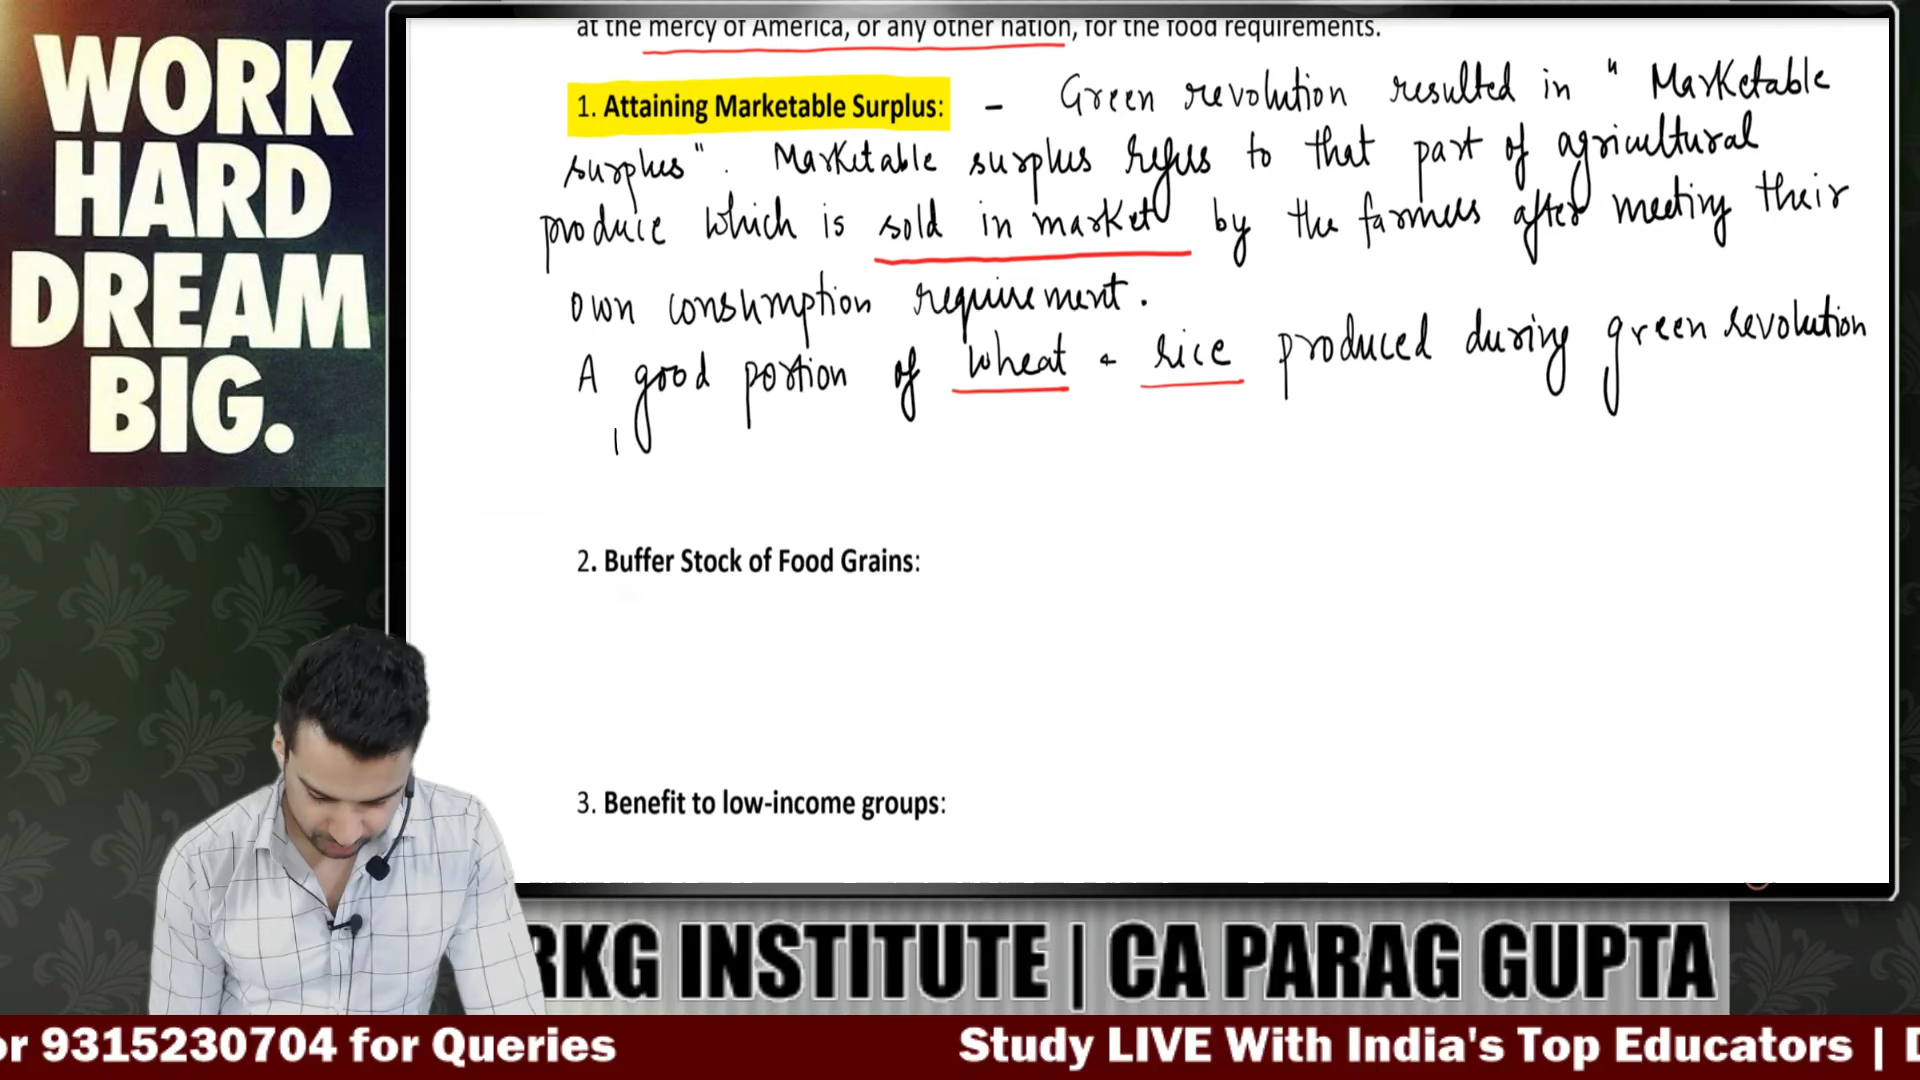 WORK
HARD
DREAM
BIG.
at the mercy of America, or any other nation, for the food requirements.
1. Attaining Marketable Surplus: - Green revolution resulted in " Marketable
surplus". Marketable surplus refers to that part of agricultural
produce which is sold in market by the farmers after meeting their
own consumption requirement.
A good portion of wheat & rice produced during green revolution
2. Buffer Stock of Food Grains:
3. Benefit to low-income groups:
RKG INSTITUTE | CA PARAG GUPTA
or 9315230704 for Queries Study LIVE With India's Top Educators | D